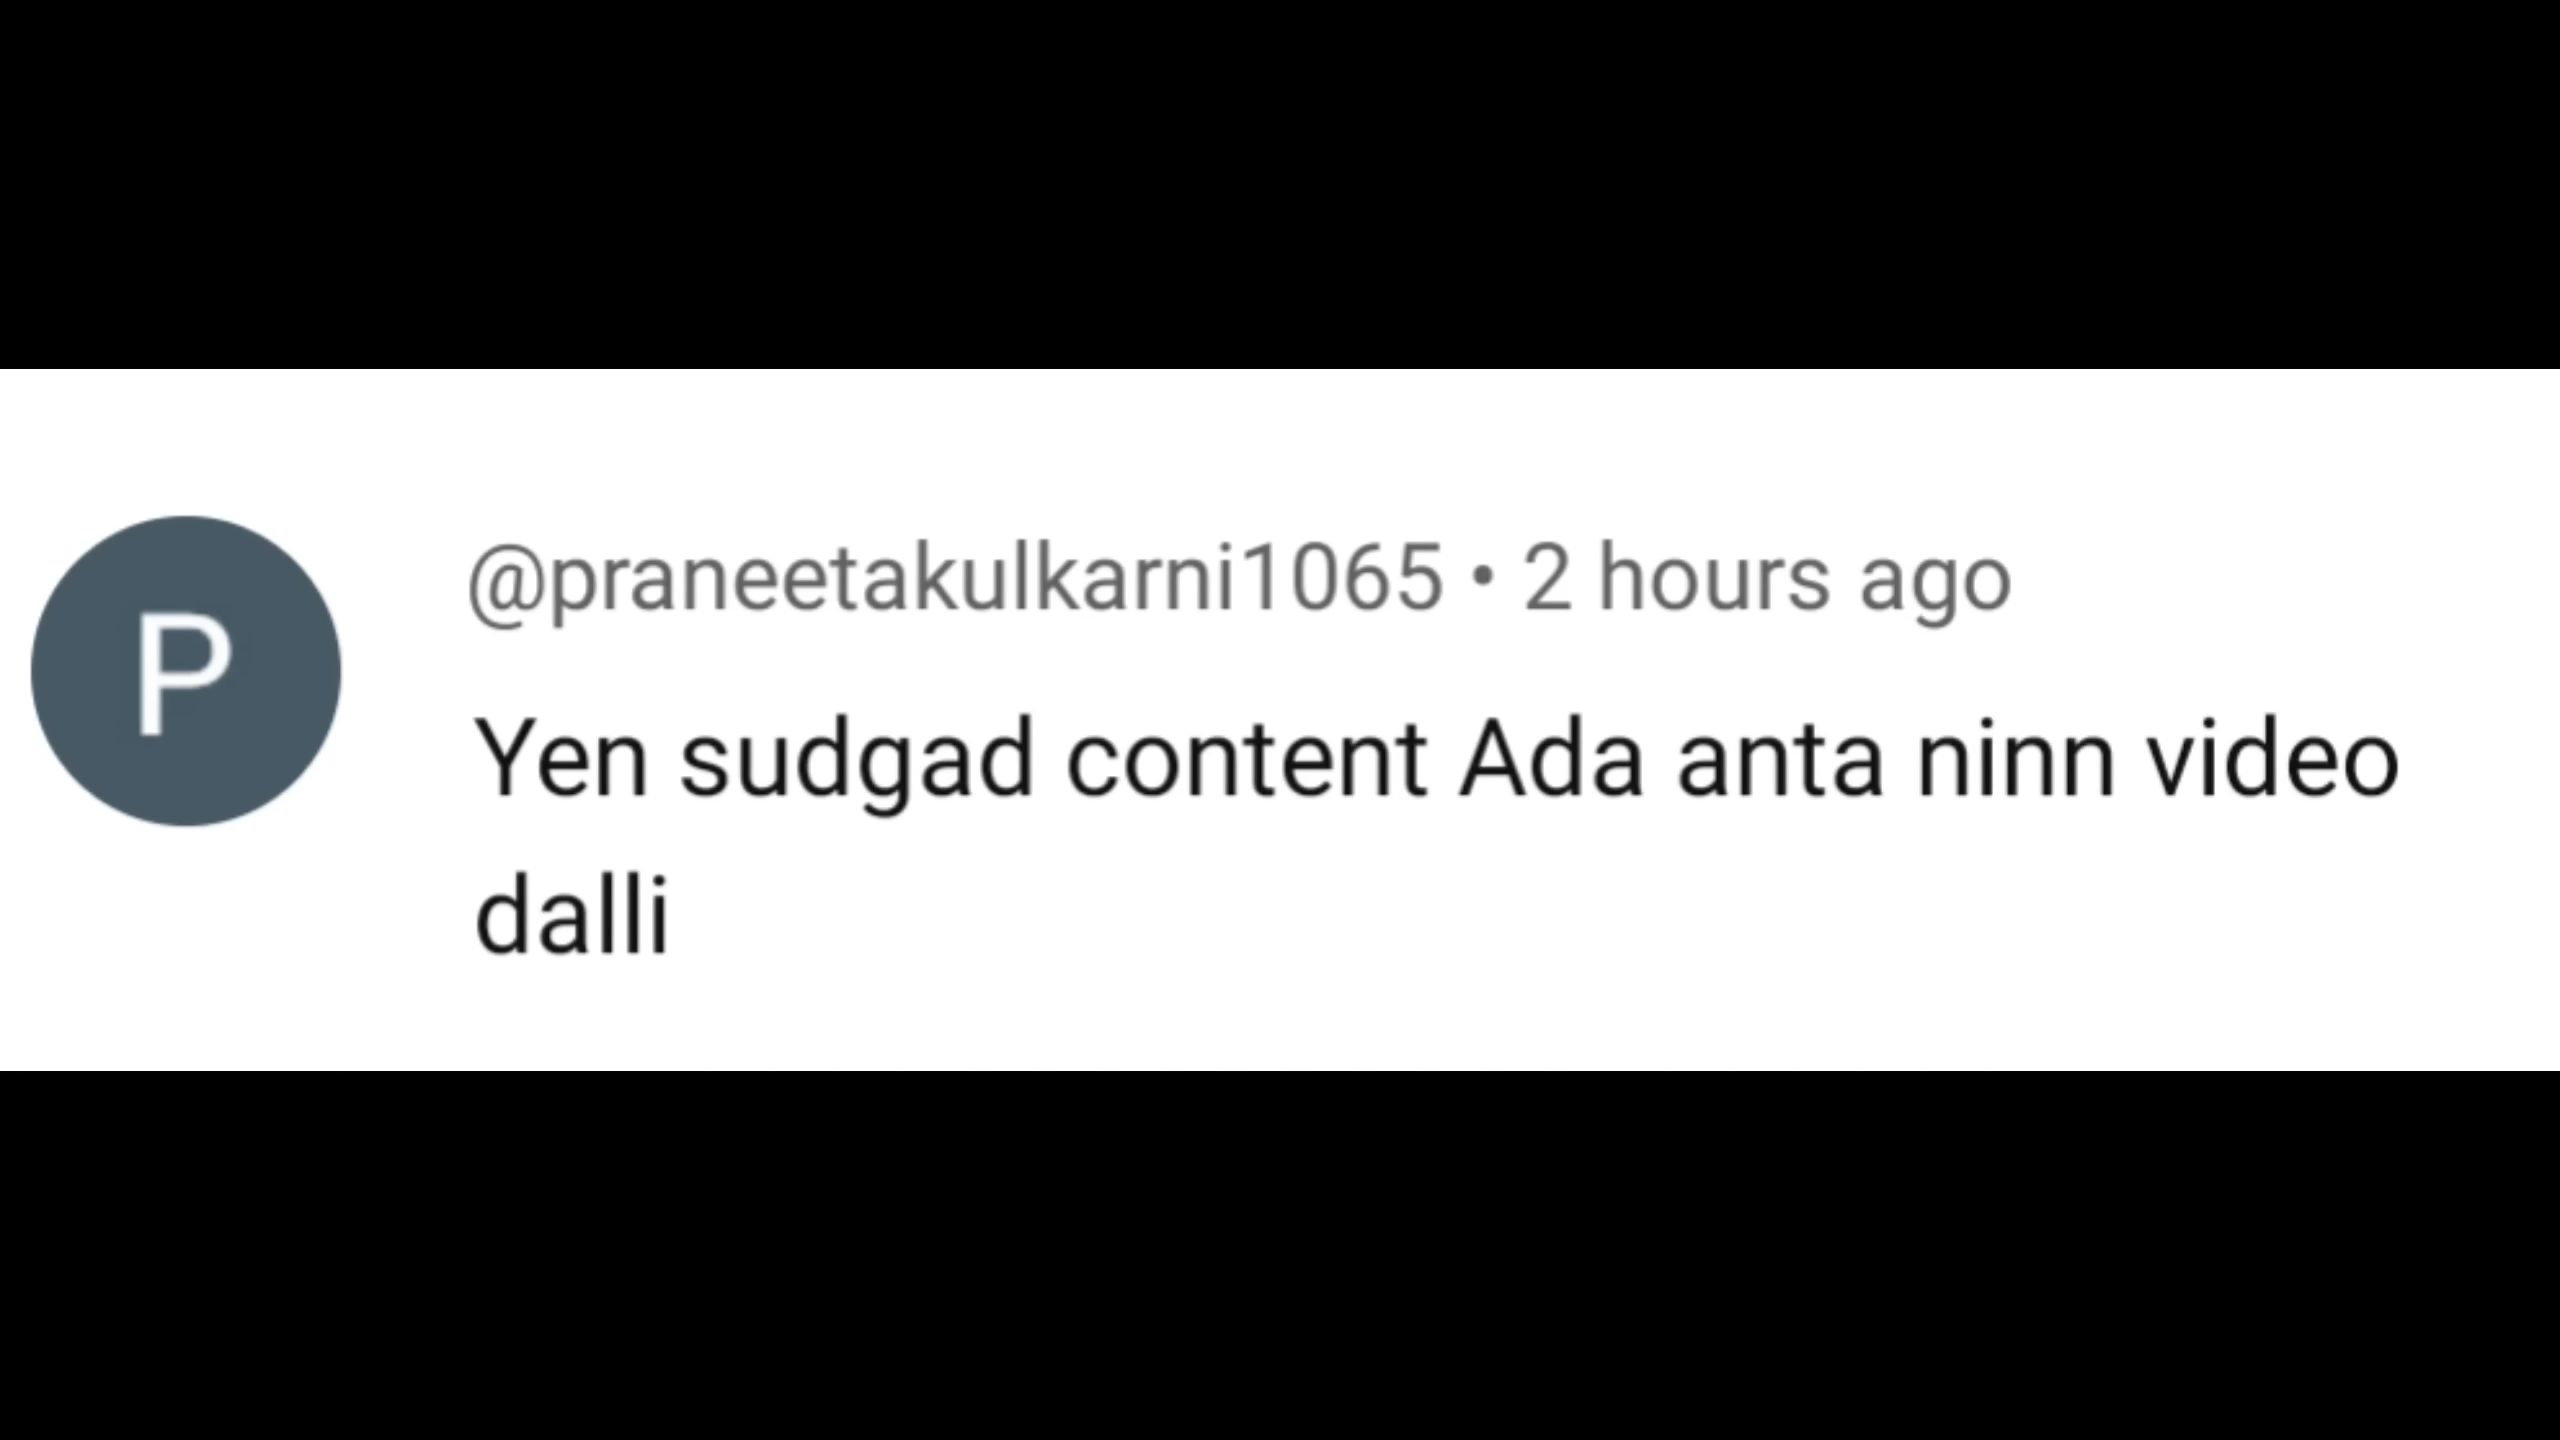 P
@praneetakulkarni1065 • 2 hours ago
Yen sudgad content Ada anta ninn video
dalli